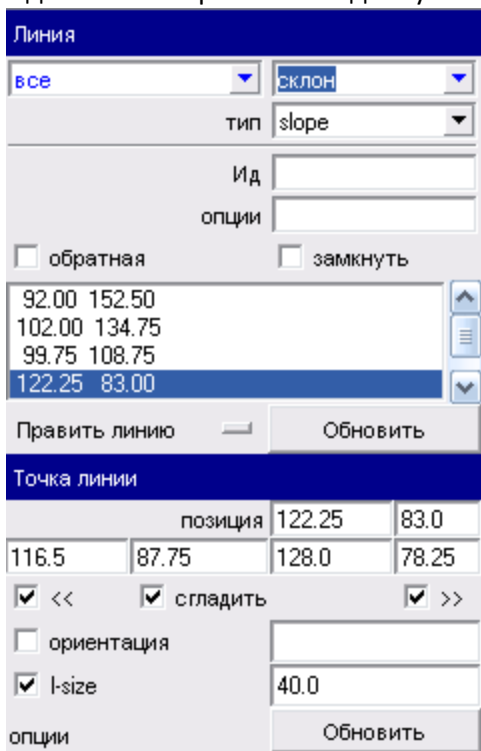 Линия
все склон
тип slope
Ид
опции
обратная замкнуть
92.00 152.50
102.00 134.75
99.75 108.75
122.25 83.00
Править линию Обновить
Точка линии
позиция 122.25 83.0
116.5 87.75 128.0 78.25
<< сгладить >>
ориентация
l-size 40.0
опции Обновить